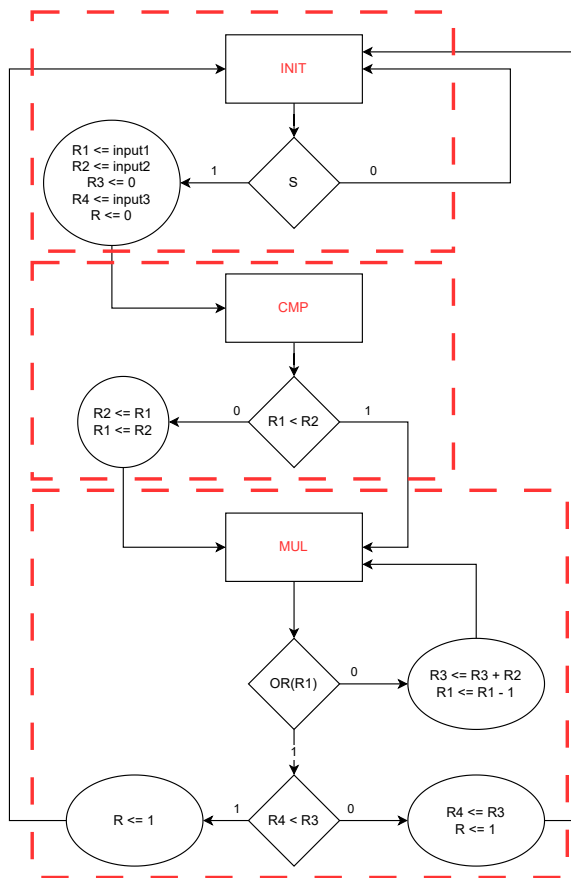 INIT
R1 <= input1
R2 <= input2
R3 <= 0
R4 <= input3
R <= 0
1
S
0
CMP
R2 <= R1
R1 <= R2
0
R1 < R2
1
MUL
OR(R1)
0
R3 <= R3 + R2
R1 <= R1 - 1
1
R <= 1
1
R4 < R3
0
R4 <= R3
R <= 1